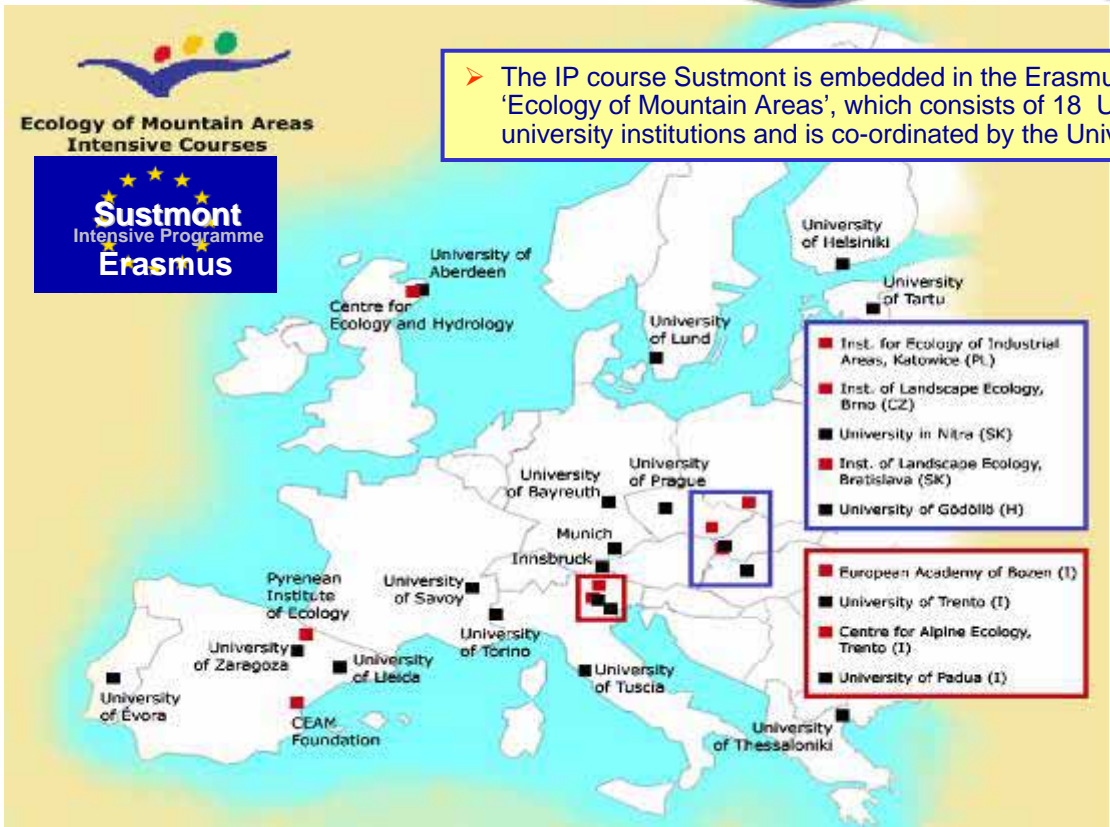 Ecology of Mountain Areas
Intensive Courses
Sustmont
Intensive Programme
Erasmus
➢ The IP course Sustmont is embedded in the Erasmu
‘Ecology of Mountain Areas’, which consists of 18 U
university institutions and is co-ordinated by the Univ
University
of Helsiniki
University
of Tartu
University of
Aberdeen
Centre for
Ecology and Hydrology
University
of Lund
Inst. for Ecology of Industrial
Areas, Katowice (PL)
Inst. of Landscape Ecology,
Brno (CZ)
University in Nitra (SK)
Inst. of Landscape Ecology,
Bratislava (SK)
University of Gödöllö (H)
University
of Bayreuth
University
of Prague
Munich
Innsbruck
European Academy of Bozen (I)
University of Trento (I)
Centre for Alpine Ecology,
Trento (I)
University of Padua (I)
Pyrenean
Institute
of Ecology
University
of Savoy
University
of Torino
University
of Zaragoza
University
of Lleida
University
of Tuscia
University
of Évora
CEAM
Foundation
University
of Thessaloniki